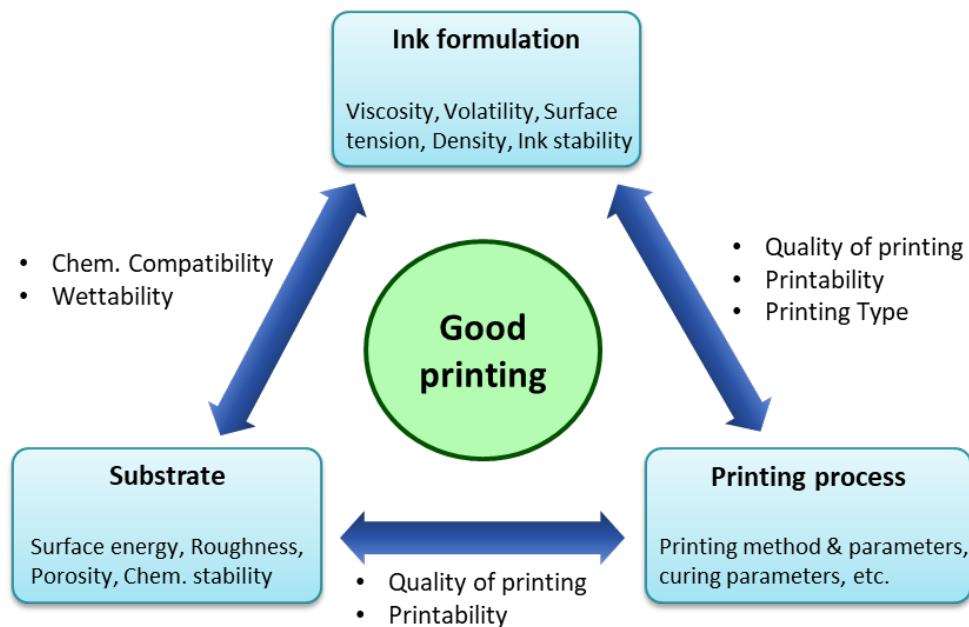 Ink formulation
Viscosity, Volatility, Surface
tension, Density, Ink stability
• Chem. Compatibility
• Wettability
• Quality of printing
• Printability
• Printing Type
Good
printing
Substrate
Surface energy, Roughness,
Porosity, Chem. stability
• Quality of printing
• Printability
Printing process
Printing method & parameters,
curing parameters, etc.